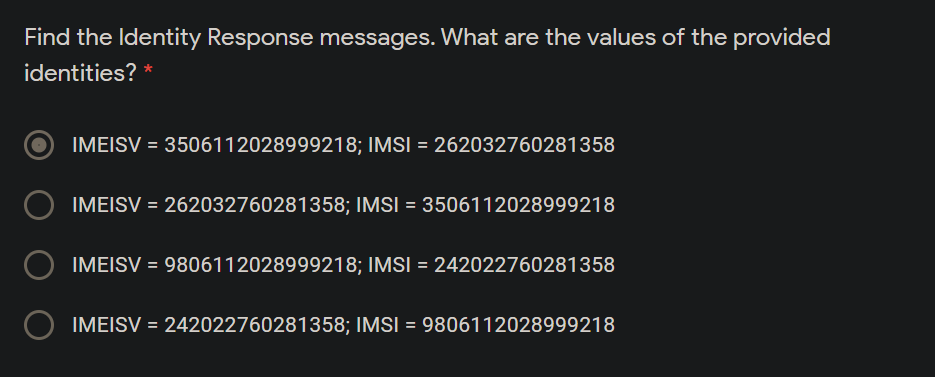 Find the Identity Response messages. What are the values of the provided
identities? *
IMEISV = 3506112028999218; IMSI = 262032760281358
IMEISV = 262032760281358; IMSI = 3506112028999218
IMEISV = 9806112028999218; IMSI = 242022760281358
IMEISV = 242022760281358; IMSI = 9806112028999218